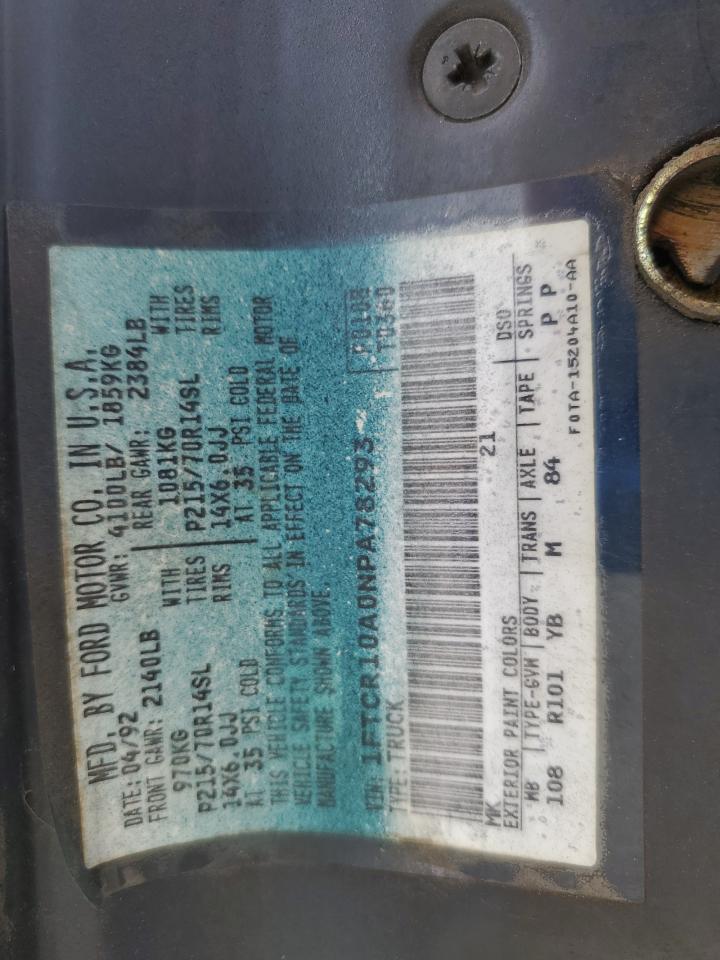 MFD. BY FORD MOTOR CO. IN U.S.A.
DATE: 04/92 GVWR: 4100LB/ 1859KG
FRONT GAWR: 2140LB REAR GAWR: 2384LB
970KG WITH 1081KG WITH
P215/70R14SL TIRES P215/70R14SL TIRES
14X6.0JJ RIMS 14X6.0JJ RIMS
AT 35 PSI COLD AT 35 PSI COLD
THIS VEHICLE CONFORMS TO ALL APPLICABLE FEDERAL MOTOR
VEHICLE SAFETY STANDARDS IN EFFECT ON THE DATE OF
MANUFACTURE SHOWN ABOVE.
VIN: 1FTCR10A0NPA78293
TYPE: TRUCK
MK 21
EXTERIOR PAINT COLORS DSO
WB TYPE-GVW BODY TRANS AXLE TAPE SPRINGS
108 R101 YB M 84 P P
F0TA-15204A10-AA